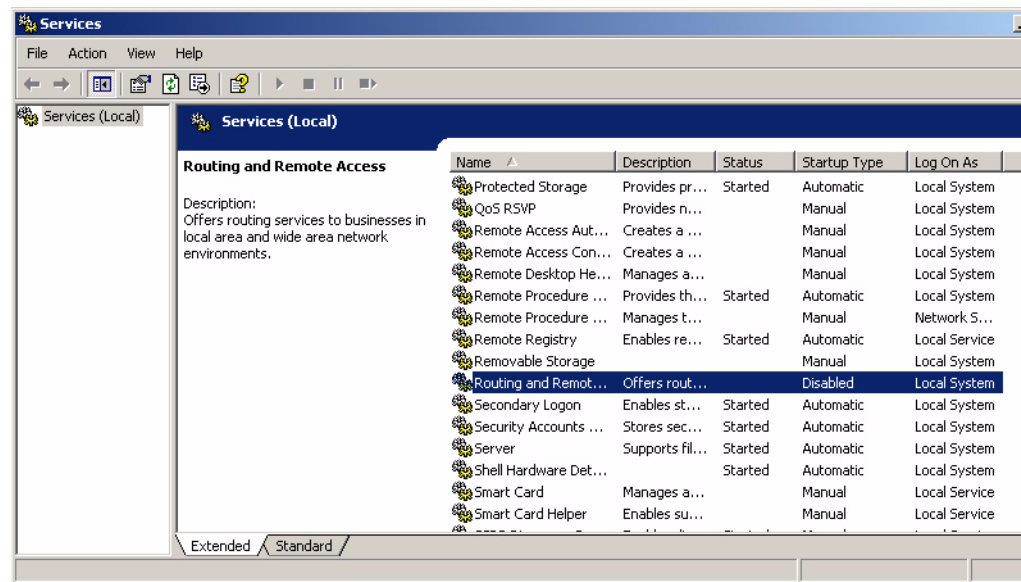 Services
File Action View Help
Services (Local)
Services (Local)
Routing and Remote Access
Description:
Offers routing services to businesses in
local area and wide area network
environments.
Name Description Status Startup Type Log On As
Protected Storage Provides pr... Started Automatic Local System
QoS RSVP Provides n... Manual Local System
Remote Access Aut... Creates a ... Manual Local System
Remote Access Con... Creates a ... Manual Local System
Remote Desktop He... Manages a... Manual Local System
Remote Procedure ... Provides th... Started Automatic Local System
Remote Procedure ... Manages t... Manual Network S...
Remote Registry Enables re... Started Automatic Local Service
Removable Storage Manual Local System
Routing and Remot... Offers rout... Disabled Local System
Secondary Logon Enables st... Started Automatic Local System
Security Accounts ... Stores sec... Started Automatic Local System
Server Supports fil... Started Automatic Local System
Shell Hardware Det... Started Automatic Local System
Smart Card Manages a... Manual Local Service
Smart Card Helper Enables su... Manual Local Service
Extended Standard